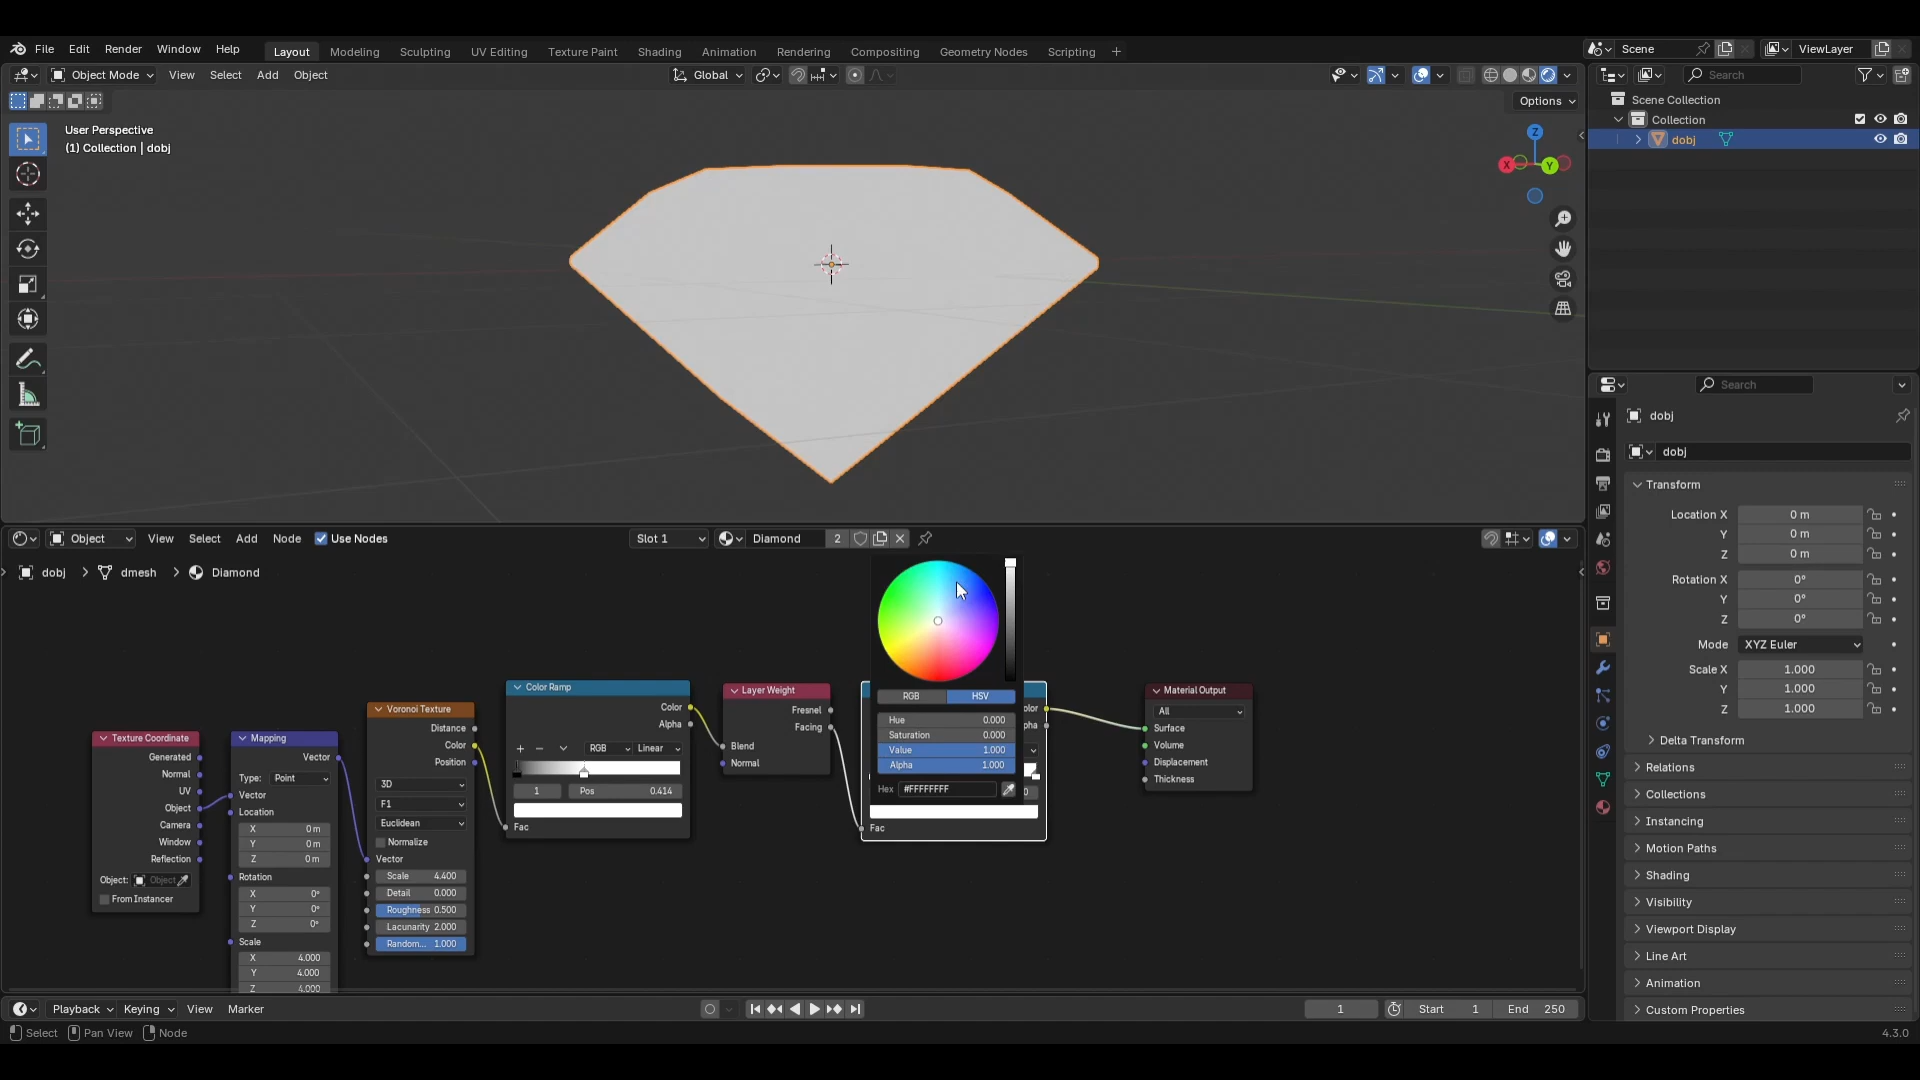 File Edit Render Window Help Layout Modeling Sculpting UV Editing Texture Paint Shading Animation Rendering Compositing Geometry Nodes Scripting + Scene ViewLayer
Object Mode View Select Add Object Global Search
Options
User Perspective
(1) Collection | dobj
X Y Z
Scene Collection
Collection
dobj
Object View Select Add Node Use Nodes Slot 1 Diamond 2
dobj > dmesh > Diamond
Texture Coordinate
Generated
Normal
UV
Object
Camera
Window
Reflection
Object: Object
From Instancer
Mapping
Vector
Type: Point
Vector
Location
X 0 m
Y 0 m
Z 0 m
Rotation
X 0°
Y 0°
Z 0°
Scale
X 4.000
Y 4.000
Z 4.000
Voronoi Texture
Distance
Color
Position
3D
F1
Euclidean
Normalize
Vector
Scale 4.400
Detail 0.000
Roughness 0.500
Lacunarity 2.000
Random... 1.000
Color Ramp
Color
Alpha
RGB Linear
1 Pos 0.414
Fac
Layer Weight
Fresnel
Facing
Blend
Normal
RGB HSV
Hue 0.000
Saturation 0.000
Value 1.000
Alpha 1.000
Hex #FFFFFFFF
olor
pha
0
Fac
Material Output
All
Surface
Volume
Displacement
Thickness
Search
dobj
dobj
Transform
Location X 0 m
Y 0 m
Z 0 m
Rotation X 0°
Y 0°
Z 0°
Mode XYZ Euler
Scale X 1.000
Y 1.000
Z 1.000
Delta Transform
Relations
Collections
Instancing
Motion Paths
Shading
Visibility
Viewport Display
Line Art
Animation
Custom Properties
Playback Keying View Marker 1 Start 1 End 250
Select Pan View Node 4.3.0